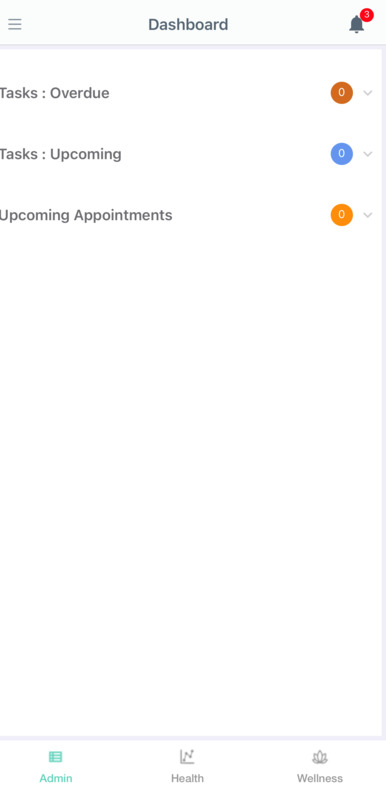 Dashboard
3
Tasks : Overdue
0
Tasks : Upcoming
0
Upcoming Appointments
0
Admin
Health
Wellness